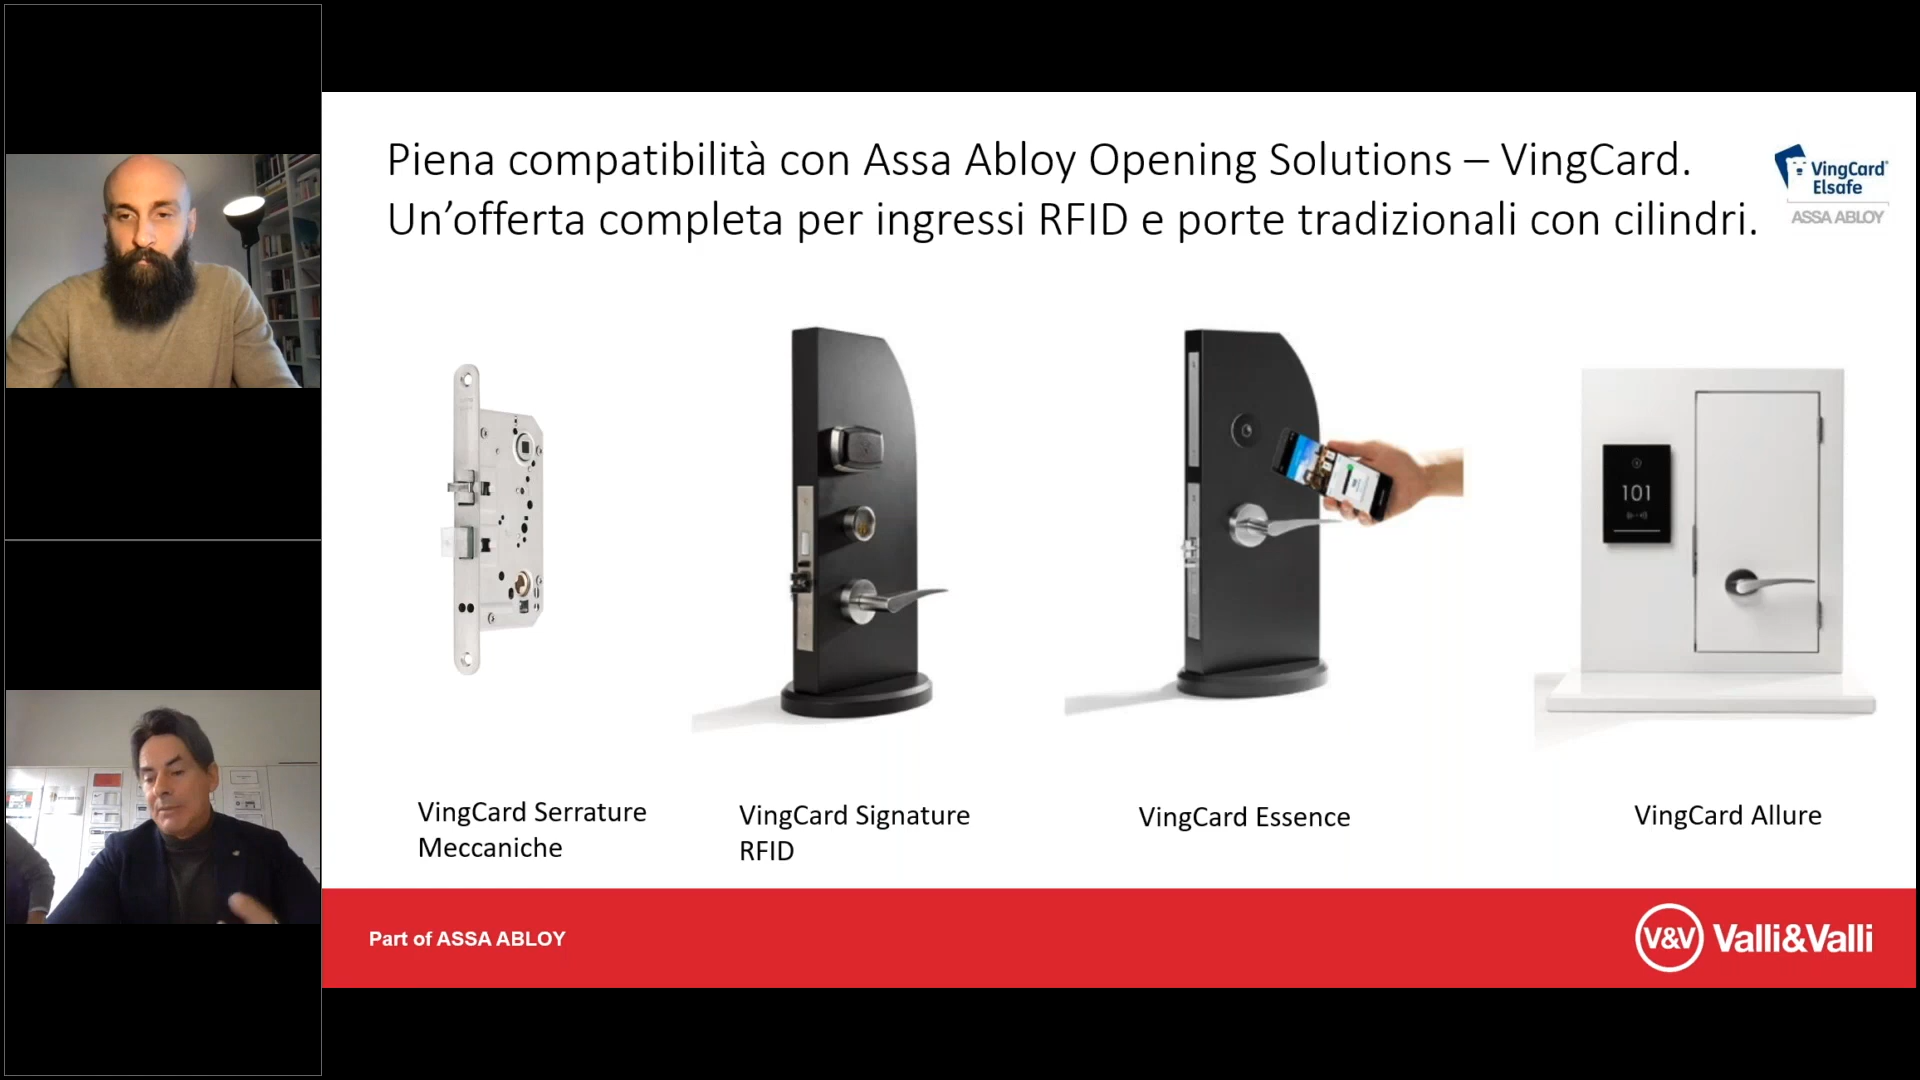 Piena compatibilità con Assa Abloy Opening Solutions – VingCard.
Un’offerta completa per ingressi RFID e porte tradizionali con cilindri.
VingCard®
Elsafe
ASSA ABLOY
101
VingCard Serrature
Meccaniche
VingCard Signature
RFID
VingCard Essence
VingCard Allure
Part of ASSA ABLOY
V&V Valli&Valli